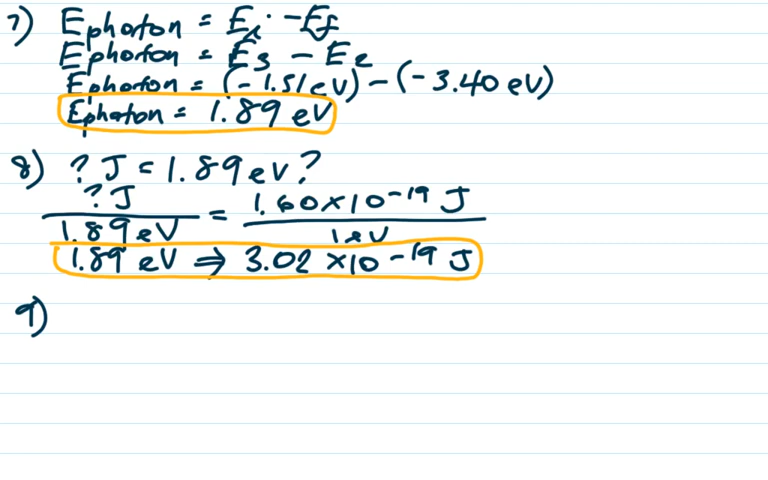 7) Ephoton = Ei - Ef
Ephoton = E3 - E2
Ephoton = (-1.51 eV) - (-3.40 eV)
Ephoton = 1.89 eV
8) ? J = 1.89 eV?
? J / 1.89 eV = 1.60 × 10⁻¹⁹ J / 1 eV
1.89 eV ⇒ 3.02 × 10⁻¹⁹ J
9)